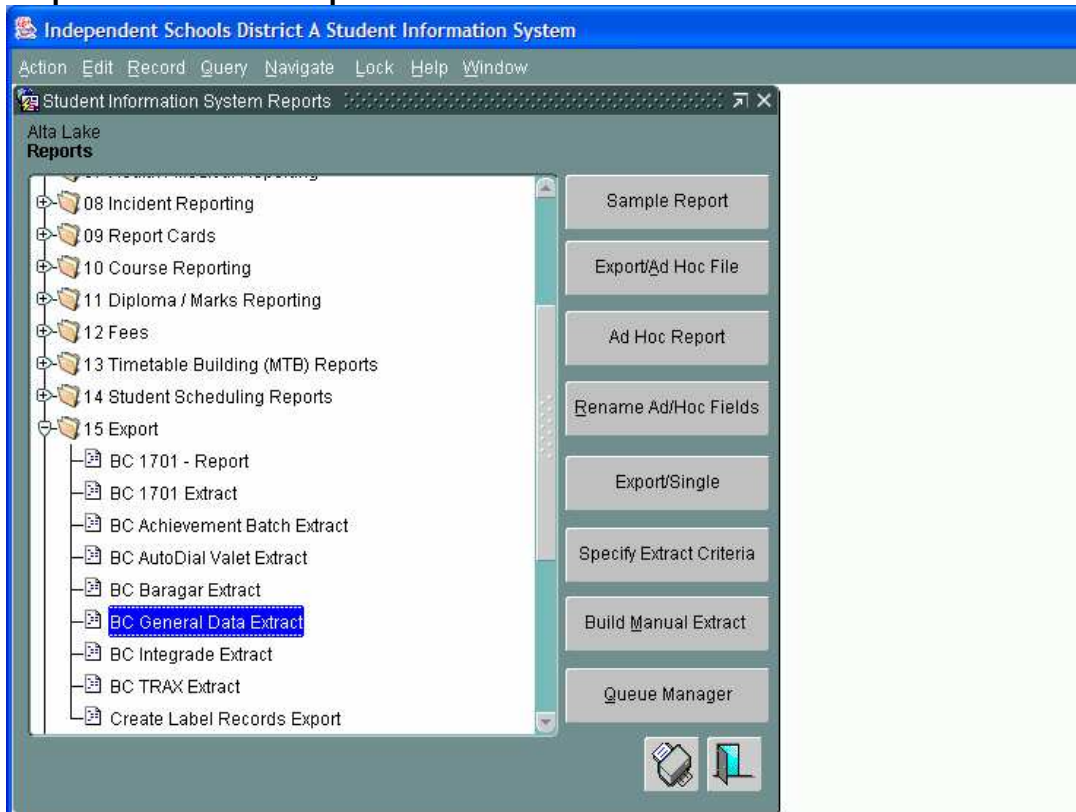 Independent Schools District A Student Information System
Action Edit Record Query Navigate Lock Help Window
Student Information System Reports
Alta Lake
Reports
08 Incident Reporting
09 Report Cards
10 Course Reporting
11 Diploma / Marks Reporting
12 Fees
13 Timetable Building (MTB) Reports
14 Student Scheduling Reports
15 Export
BC 1701 - Report
BC 1701 Extract
BC Achievement Batch Extract
BC AutoDial Valet Extract
BC Baragar Extract
BC General Data Extract
BC Integrade Extract
BC TRAX Extract
Create Label Records Export
Sample Report
Export/Ad Hoc File
Ad Hoc Report
Rename Ad/Hoc Fields
Export/Single
Specify Extract Criteria
Build Manual Extract
Queue Manager